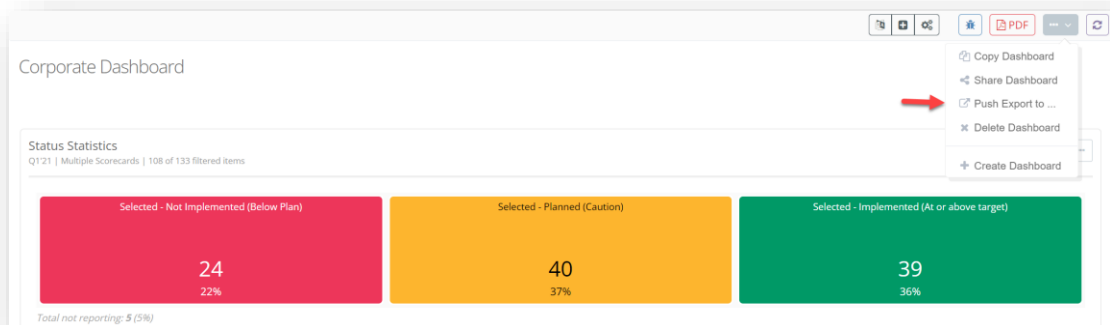 PDF
Copy Dashboard
Corporate Dashboard
Share Dashboard
Push Export to ...
Delete Dashboard
Create Dashboard
Status Statistics
Q1'21 | Multiple Scorecards | 108 of 133 filtered items
Selected - Not Implemented (Below Plan)
24
22%
Selected - Planned (Caution)
40
37%
Selected - Implemented (At or above target)
39
36%
Total not reporting: 5 (5%)